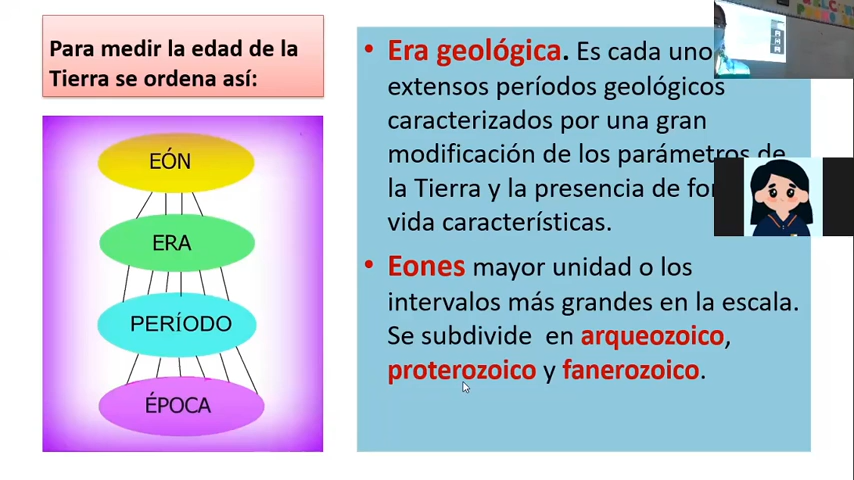 Para medir la edad de la
Tierra se ordena así:
EÓN
ERA
PERÍODO
ÉPOCA
• Era geológica. Es cada uno
extensos períodos geológicos
caracterizados por una gran
modificación de los parámetros de
la Tierra y la presencia de
vida características.
• Eones mayor unidad o los
intervalos más grandes en la escala.
Se subdivide en arqueozoico,
proterozoico y fanerozoico.